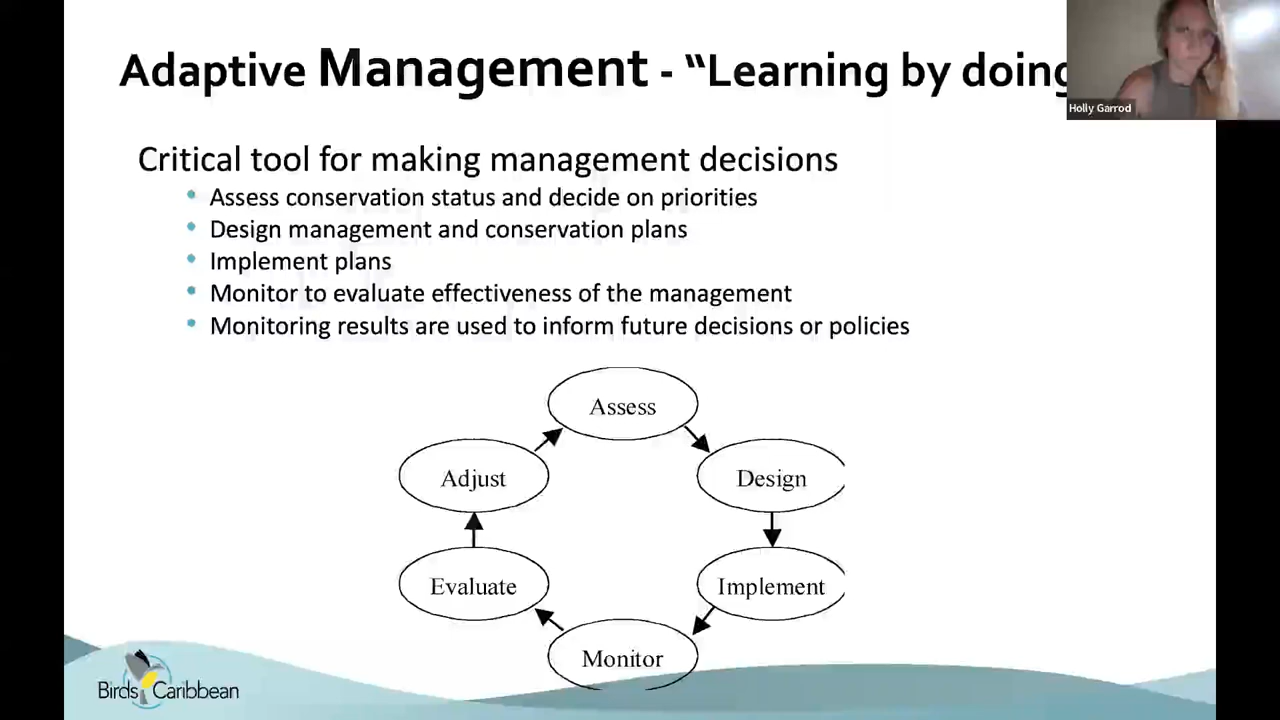 Adaptive Management - “Learning by doing
Holly Garrod
Critical tool for making management decisions
• Assess conservation status and decide on priorities
• Design management and conservation plans
• Implement plans
• Monitor to evaluate effectiveness of the management
• Monitoring results are used to inform future decisions or policies
Assess
Adjust
Design
Evaluate
Implement
Monitor
Birds Caribbean